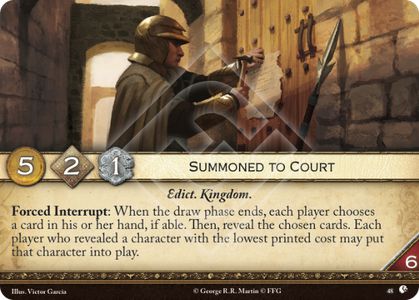 5 2 1 SUMMONED TO COURT
Edict. Kingdom.
Forced Interrupt: When the draw phase ends, each player chooses
a card in his or her hand, if able. Then, reveal the chosen cards. Each
player who revealed a character with the lowest printed cost may put
that character into play.
6
Illus. Victor Garcia © George R.R. Martin © FFG 48